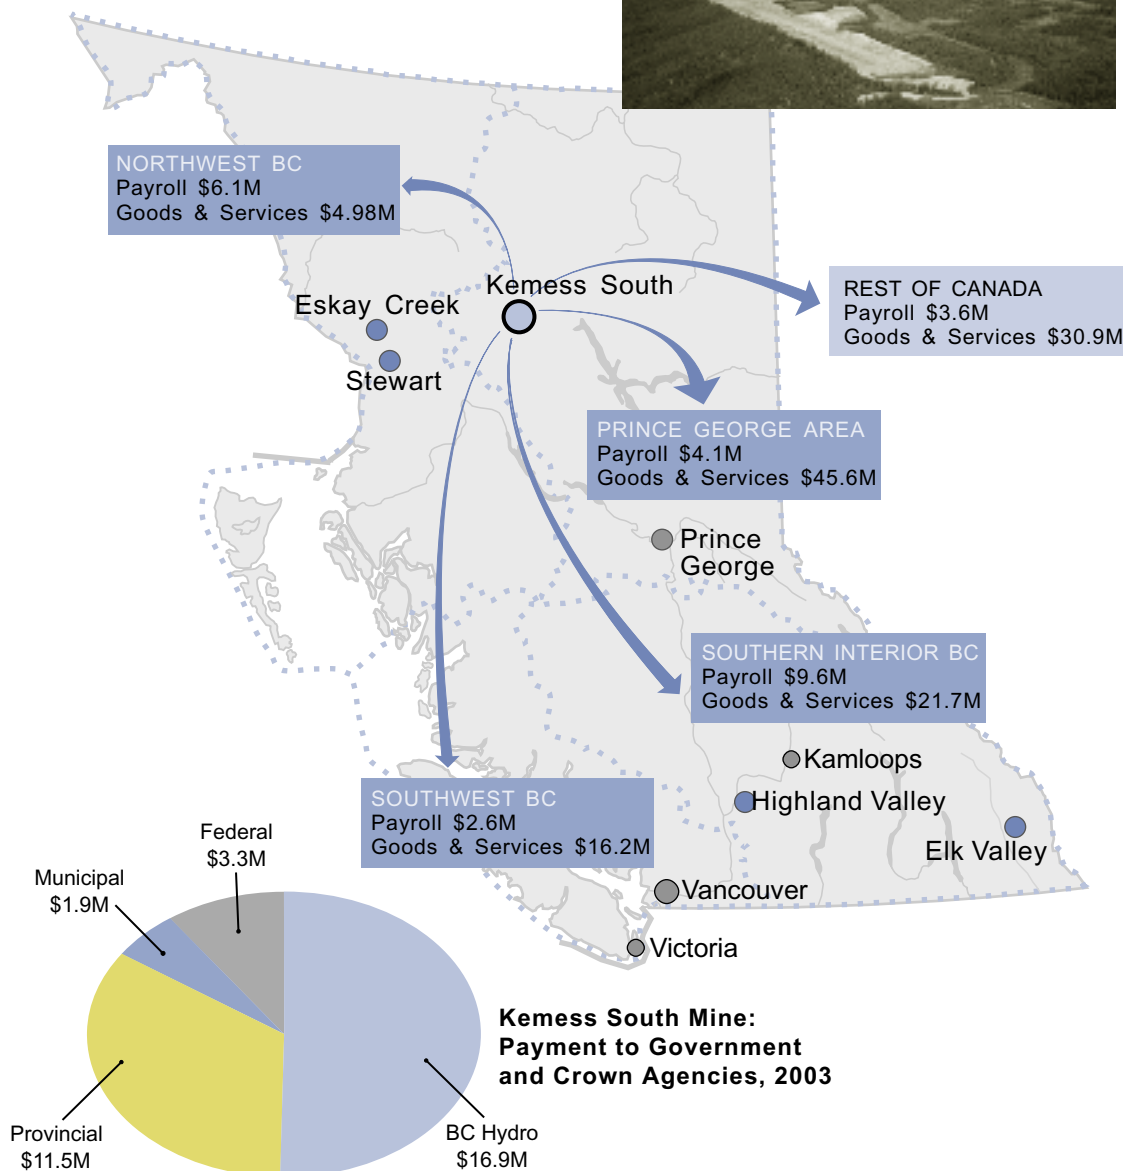 NORTHWEST BC
Payroll $6.1M
Goods & Services $4.98M
Kemess South
Eskay Creek
Stewart
REST OF CANADA
Payroll $3.6M
Goods & Services $30.9M
PRINCE GEORGE AREA
Payroll $4.1M
Goods & Services $45.6M
Prince
George
SOUTHERN INTERIOR BC
Payroll $9.6M
Goods & Services $21.7M
Kamloops
Highland Valley
Elk Valley
SOUTHWEST BC
Payroll $2.6M
Goods & Services $16.2M
Vancouver
Victoria
Federal
$3.3M
Municipal
$1.9M
Kemess South Mine:
Payment to Government
and Crown Agencies, 2003
Provincial
$11.5M
BC Hydro
$16.9M